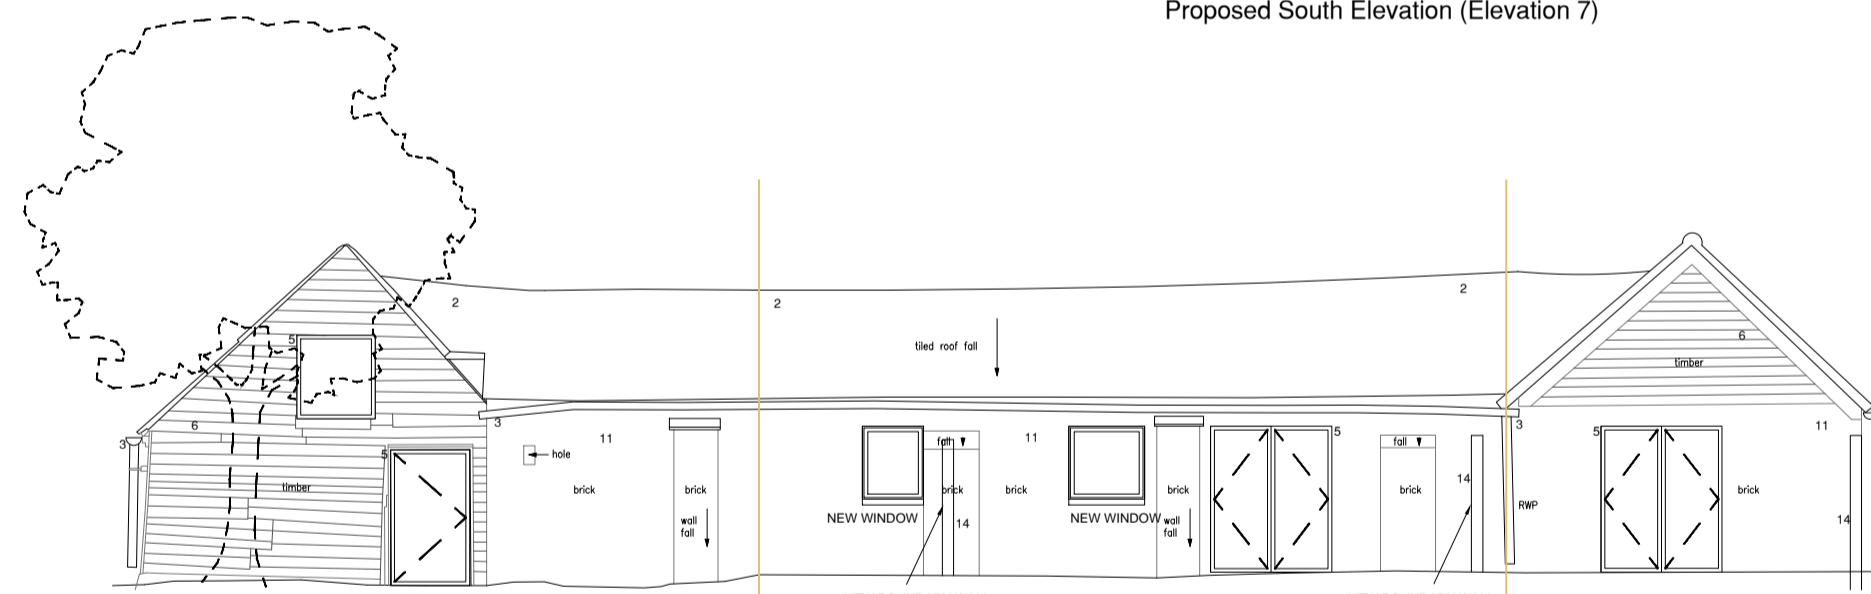 Proposed South Elevation (Elevation 7)
2
2
2
5
tiled roof fall
6
timber
6
3
3
3
5
11
hole
11
5
5
11
fall
fall
timber
brick
brick
brick
brick
brick
brick
brick
14
RWP
NEW WINDOW
NEW WINDOW
wall
fall
wall
fall
14
14